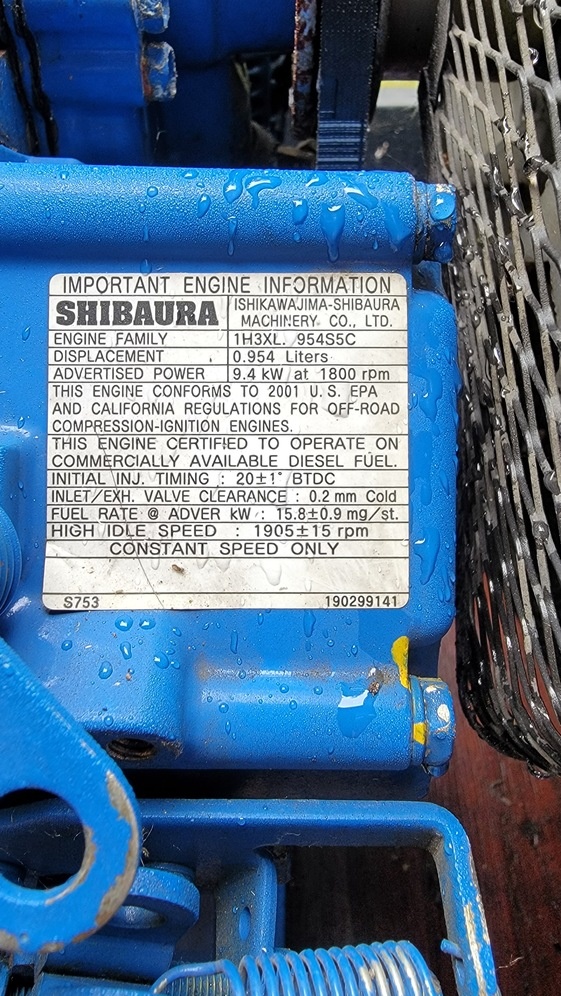 IMPORTANT ENGINE INFORMATION
SHIBAURA
ISHIKAWAJIMA-SHIBAURA
MACHINERY CO., LTD.
ENGINE FAMILY 1H3XL. 954S5C
DISPLACEMENT 0.954 Liters
ADVERTISED POWER 9.4 kW at 1800 rpm
THIS ENGINE CONFORMS TO 2001 U.S. EPA
AND CALIFORNIA REGULATIONS FOR OFF-ROAD
COMPRESSION-IGNITION ENGINES.
THIS ENGINE CERTIFIED TO OPERATE ON
COMMERCIALLY AVAILABLE DIESEL FUEL.
INITIAL INJ. TIMING : 20±1° BTDC
INLET/EXH. VALVE CLEARANCE : 0.2 mm Cold
FUEL RATE @ ADVER kW : 15.8±0.9 mg/st.
HIGH IDLE SPEED : 1905±15 rpm
CONSTANT SPEED ONLY
S753 190299141